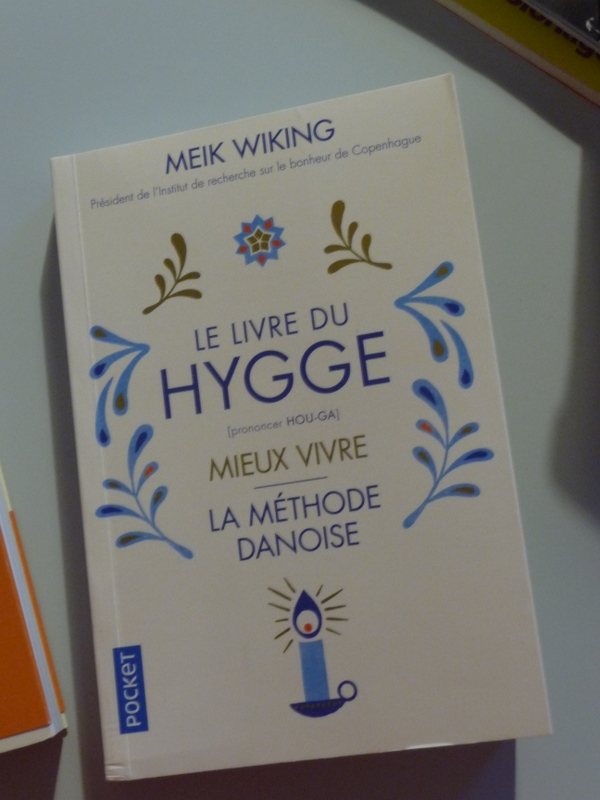 MEIK WIKING
Président de l'Institut de recherche sur le bonheur de Copenhague
LE LIVRE DU
HYGGE
[prononcer HOU-GA]
MIEUX VIVRE
LA MÉTHODE
DANOISE
POCKET